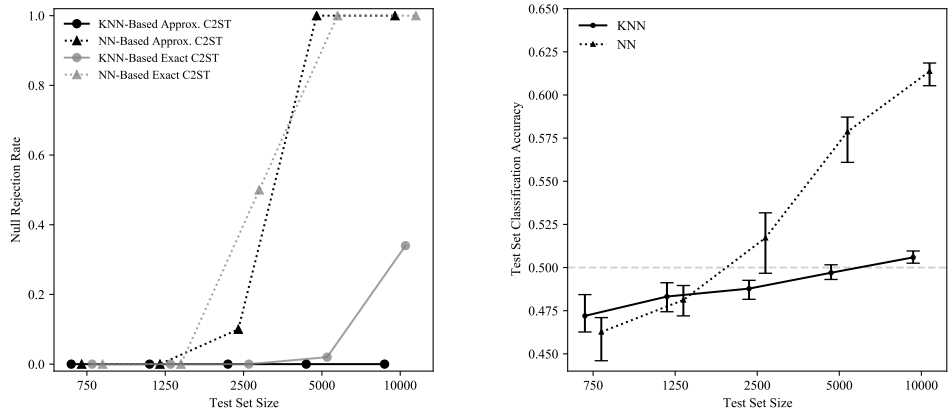 KNN-Based Approx. C2ST
NN-Based Approx. C2ST
KNN-Based Exact C2ST
NN-Based Exact C2ST
Null Rejection Rate
1.0
0.8
0.6
0.4
0.2
0.0
750 1250 2500 5000 10000
Test Set Size
KNN
NN
Test Set Classification Accuracy
0.650
0.625
0.600
0.575
0.550
0.525
0.500
0.475
0.450
750 1250 2500 5000 10000
Test Set Size